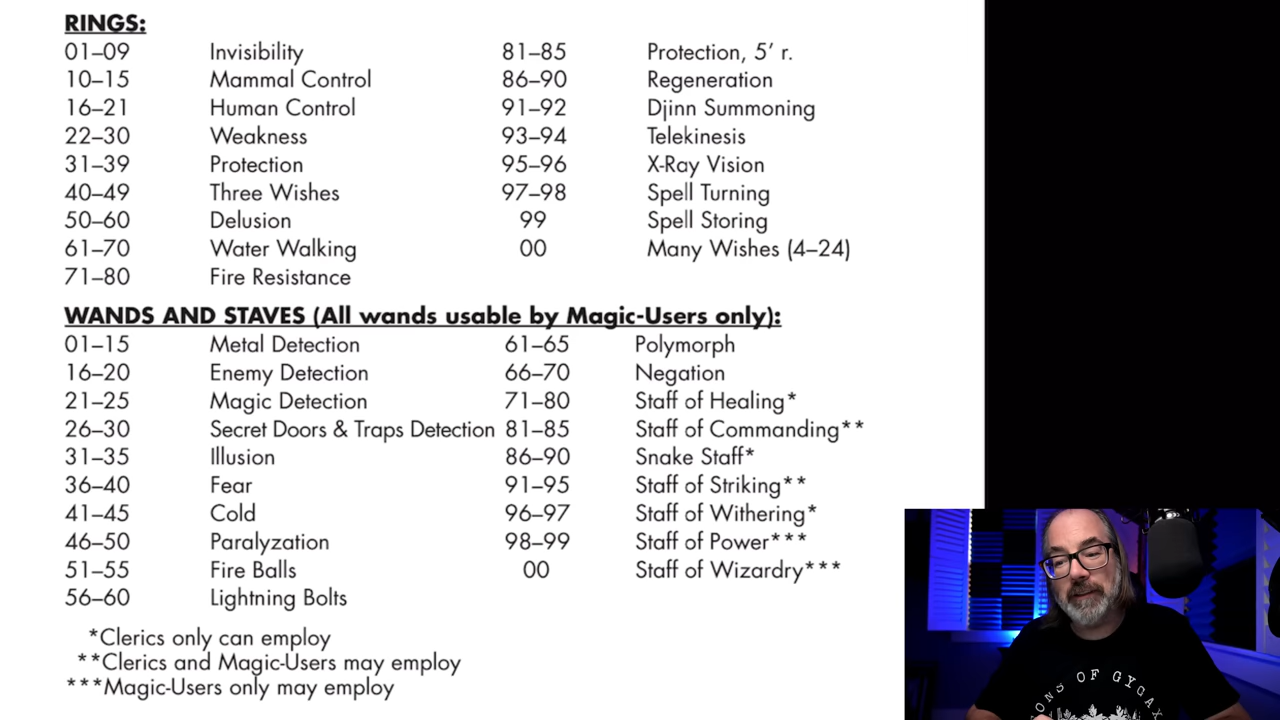 RINGS:
01–09 Invisibility 81–85 Protection, 5’ r.
10–15 Mammal Control 86–90 Regeneration
16–21 Human Control 91–92 Djinn Summoning
22–30 Weakness 93–94 Telekinesis
31–39 Protection 95–96 X-Ray Vision
40–49 Three Wishes 97–98 Spell Turning
50–60 Delusion 99 Spell Storing
61–70 Water Walking 00 Many Wishes (4–24)
71–80 Fire Resistance
WANDS AND STAVES (All wands usable by Magic-Users only):
01–15 Metal Detection 61–65 Polymorph
16–20 Enemy Detection 66–70 Negation
21–25 Magic Detection 71–80 Staff of Healing*
26–30 Secret Doors & Traps Detection 81–85 Staff of Commanding**
31–35 Illusion 86–90 Snake Staff*
36–40 Fear 91–95 Staff of Striking**
41–45 Cold 96–97 Staff of Withering*
46–50 Paralyzation 98–99 Staff of Power***
51–55 Fire Balls 00 Staff of Wizardry***
56–60 Lightning Bolts
*Clerics only can employ
**Clerics and Magic-Users may employ
***Magic-Users only may employ
OF GYGAX